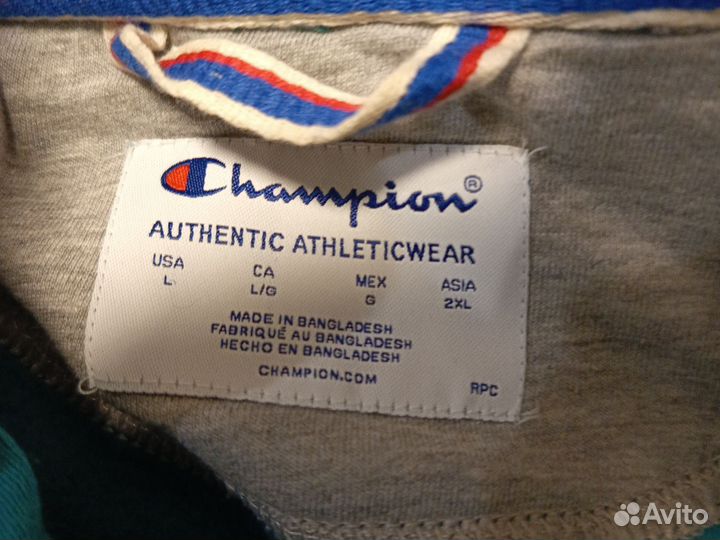 Champion®
AUTHENTIC ATHLETICWEAR
USA CA MEX ASIA
L L/G G 2XL
MADE IN BANGLADESH
FABRIQUÉ AU BANGLADESH
HECHO EN BANGLADESH
CHAMPION.COM
RPC
Avito